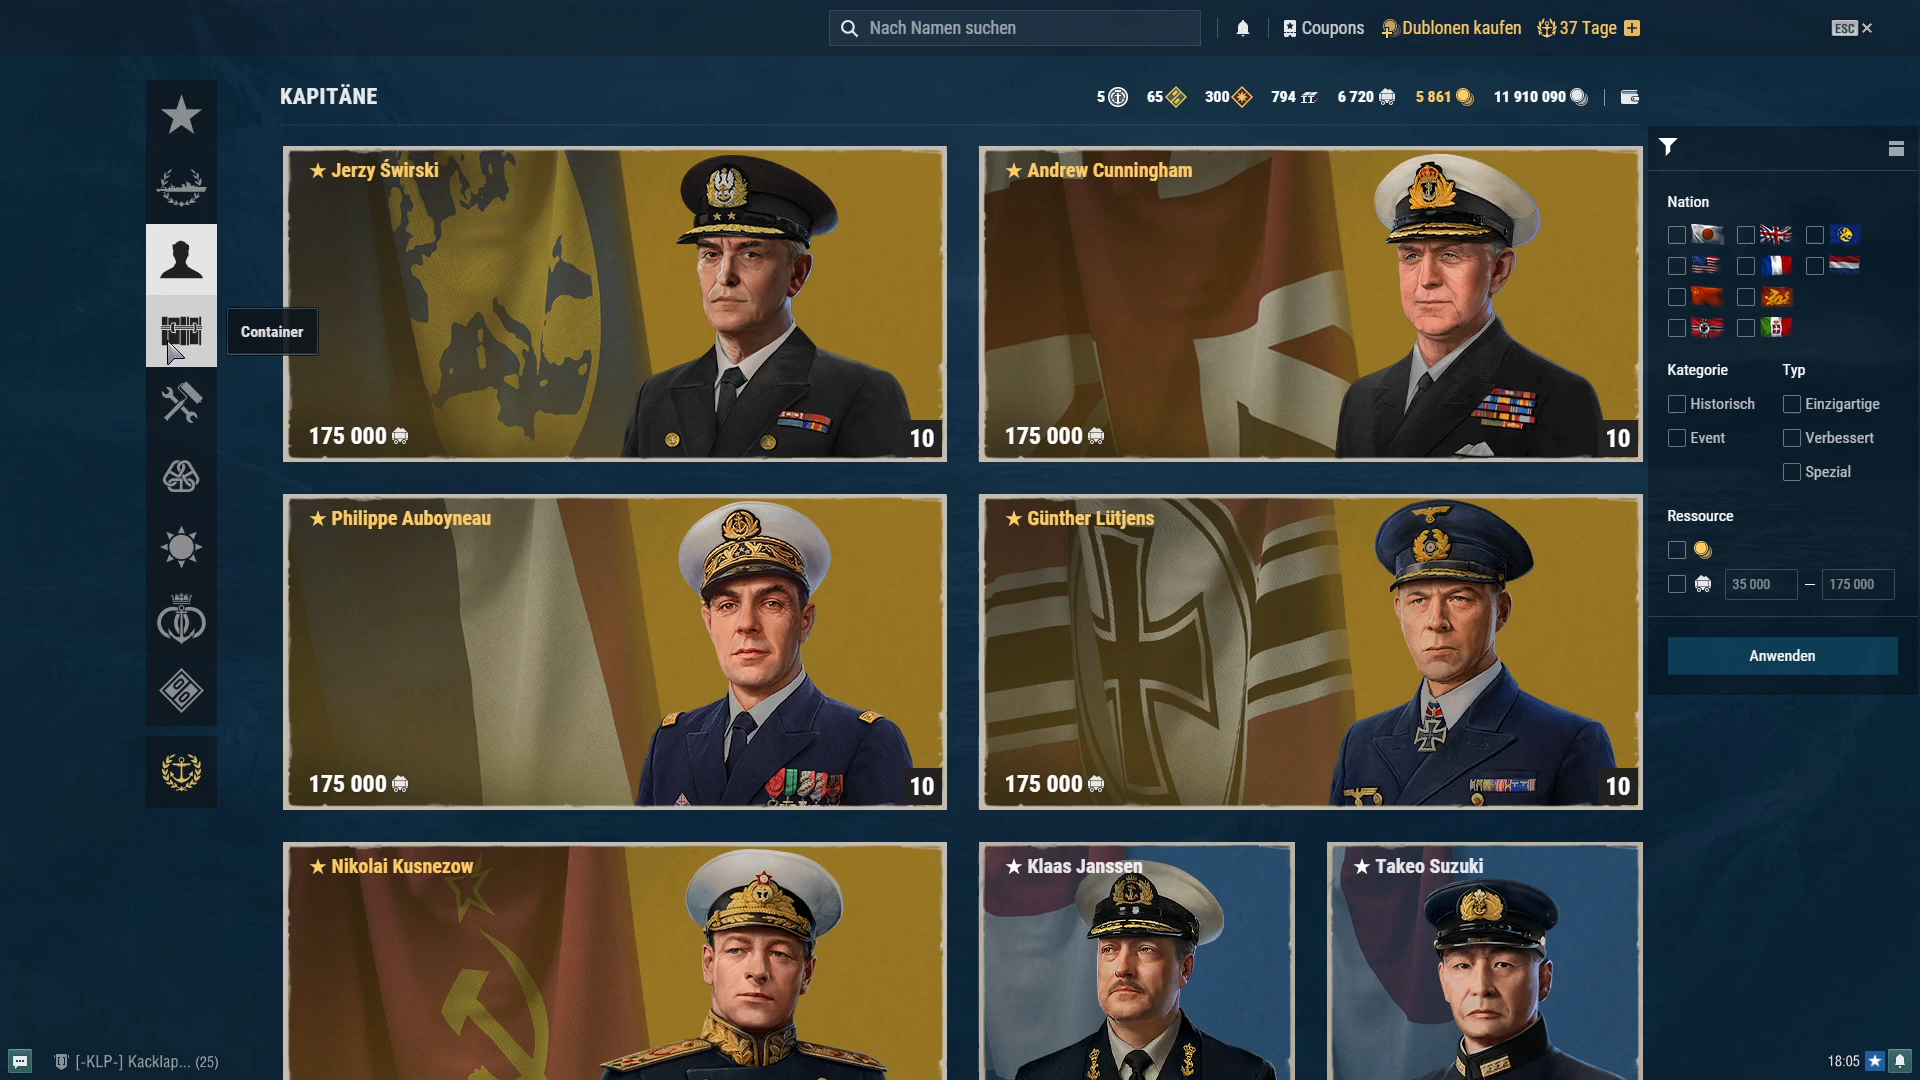 Nach Namen suchen
Coupons
Dublonen kaufen
37 Tage
ESC
KAPITÄNE
5
65
300
794
6 720
5 861
11 910 090
Container
Jerzy Świrski
175 000
10
Andrew Cunningham
175 000
10
Philippe Auboyneau
175 000
10
Günther Lütjens
175 000
10
Nikolai Kusnezow
Klaas Janssen
Takeo Suzuki
Nation
Kategorie
Typ
Historisch
Einzigartige
Event
Verbessert
Spezial
Ressource
35 000 — 175 000
Anwenden
[-KLP-] Kacklap... (25)
18:05